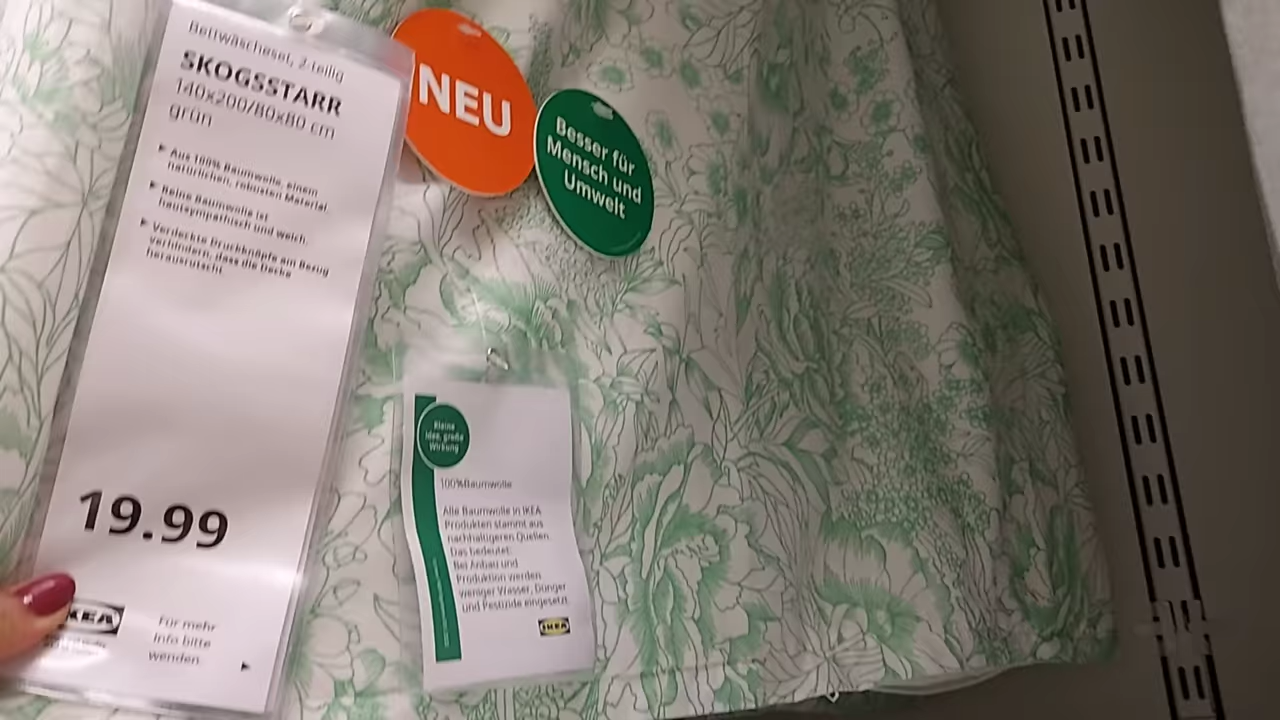 Bettwäscheset, 2-teilig
SKOGSSTARR
140x200/80x80 cm
grün
Aus 100% Baumwolle, einem
natürlichen, robusten Material.
Reine Baumwolle ist
hautsympathisch und weich.
Verdeckte Druckknöpfe am Bezug
verhindern, dass die Decke
herausrutscht.
19.99
IKEA
Für mehr
Info bitte
wenden
NEU
Besser für
Mensch und
Umwelt
Kleine
Idee, große
Wirkung
100%Baumwolle
Alle Baumwolle in IKEA
Produkten stammt aus
nachhaltigeren Quellen.
Das bedeutet:
Bei Anbau und
Produktion werden
weniger Wasser, Dünger
und Pestizide eingesetzt.
IKEA